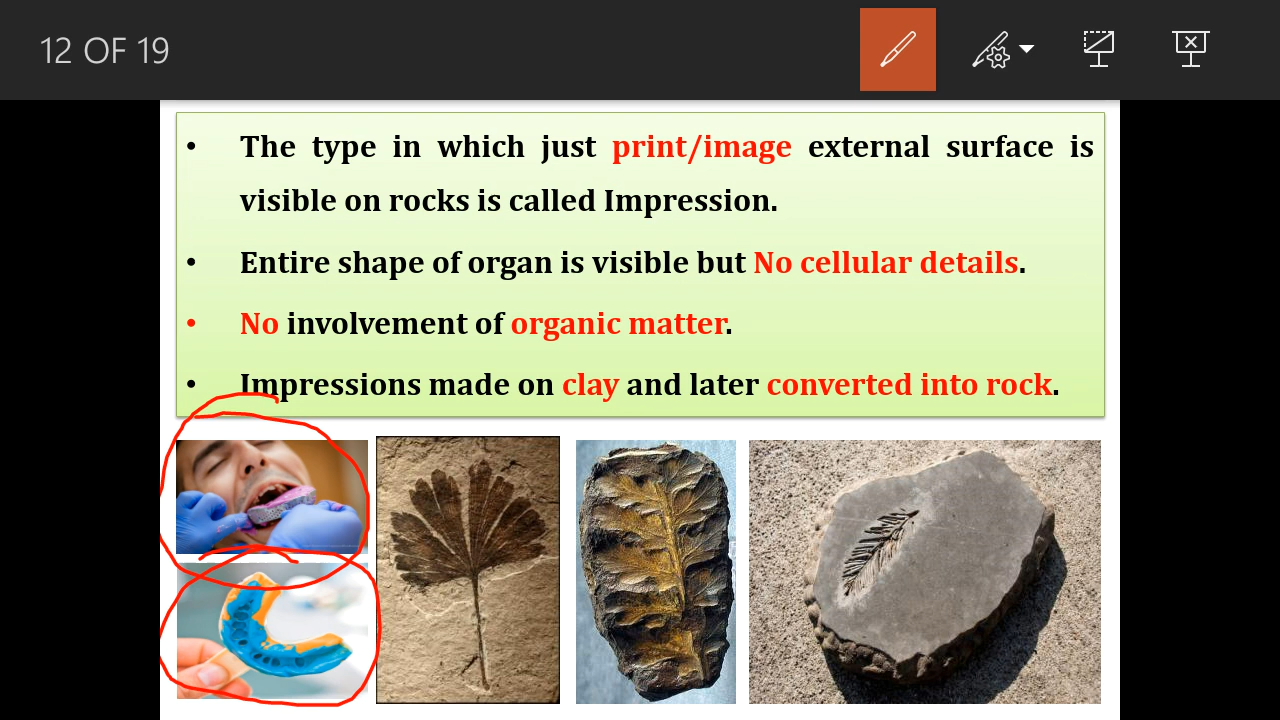 12 OF 19
• The type in which just print/image external surface is
visible on rocks is called Impression.
• Entire shape of organ is visible but No cellular details.
• No involvement of organic matter.
• Impressions made on clay and later converted into rock.